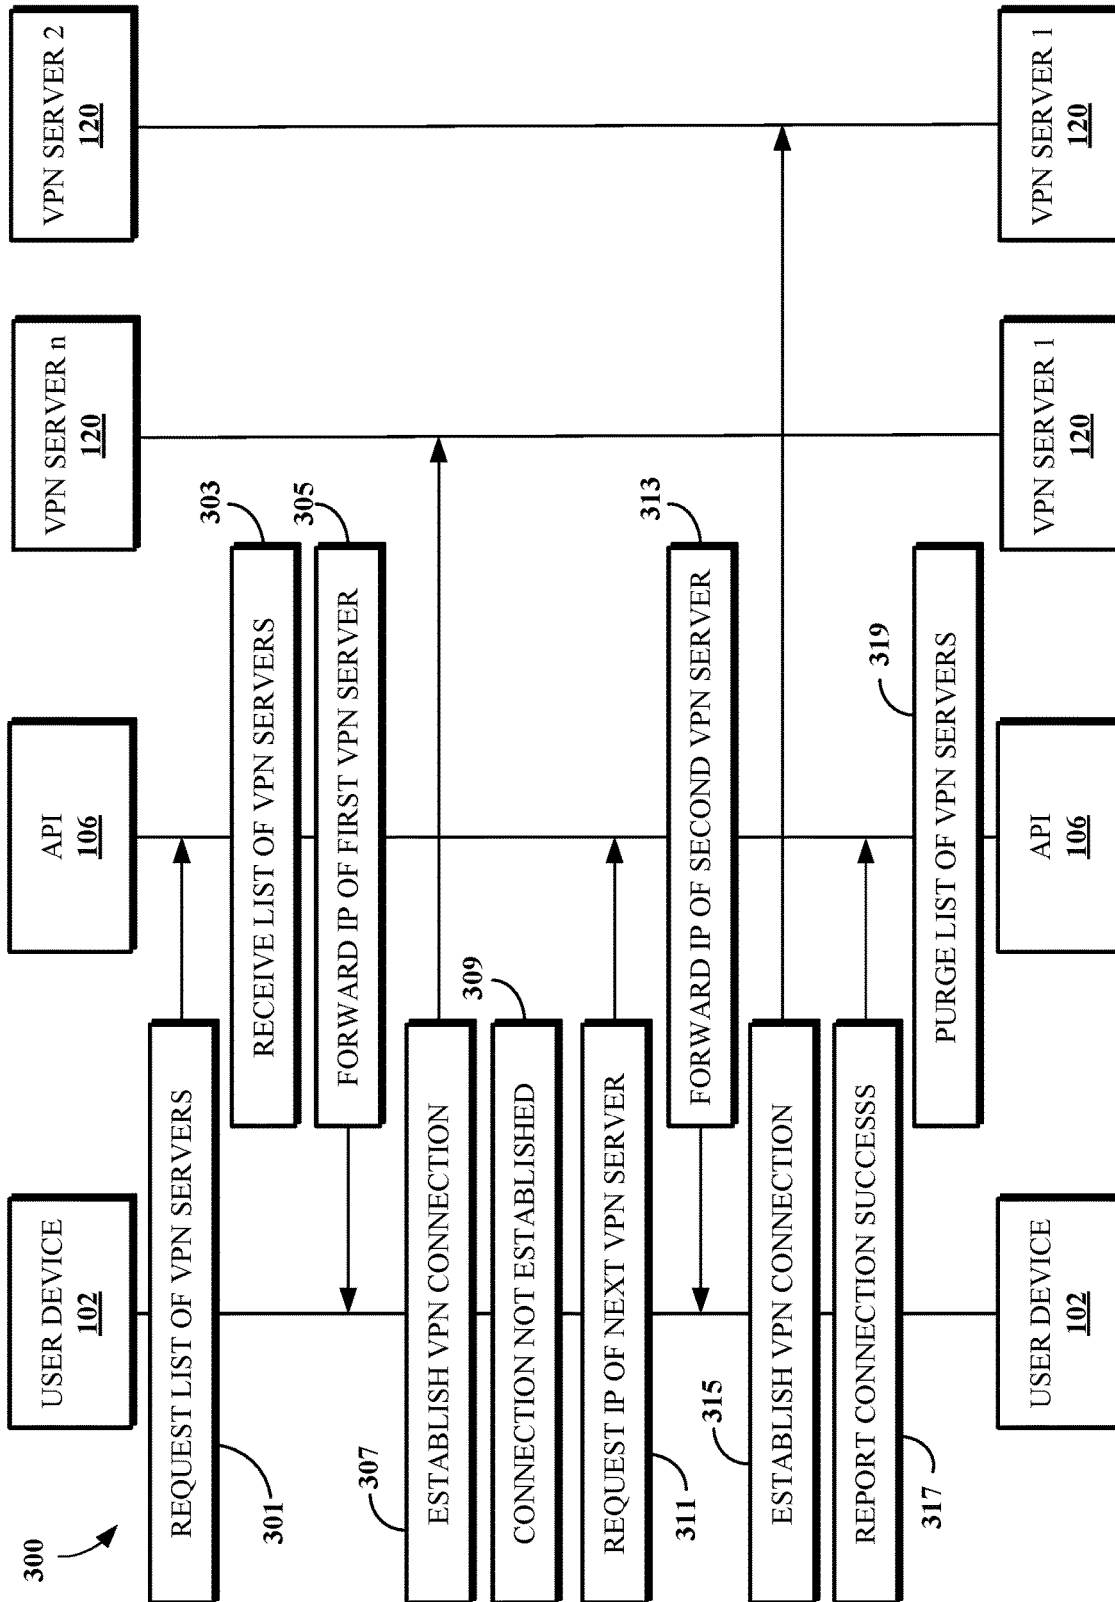 300
USER DEVICE
102
API
106
VPN SERVER n
120
VPN SERVER 2
120
REQUEST LIST OF VPN SERVERS
301
RECEIVE LIST OF VPN SERVERS
303
FORWARD IP OF FIRST VPN SERVER
305
307
ESTABLISH VPN CONNECTION
CONNECTION NOT ESTABLISHED
309
REQUEST IP OF NEXT VPN SERVER
311
FORWARD IP OF SECOND VPN SERVER
313
315
ESTABLISH VPN CONNECTION
REPORT CONNECTION SUCCESSS
317
PURGE LIST OF VPN SERVERS
319
USER DEVICE
102
API
106
VPN SERVER 1
120
VPN SERVER 1
120